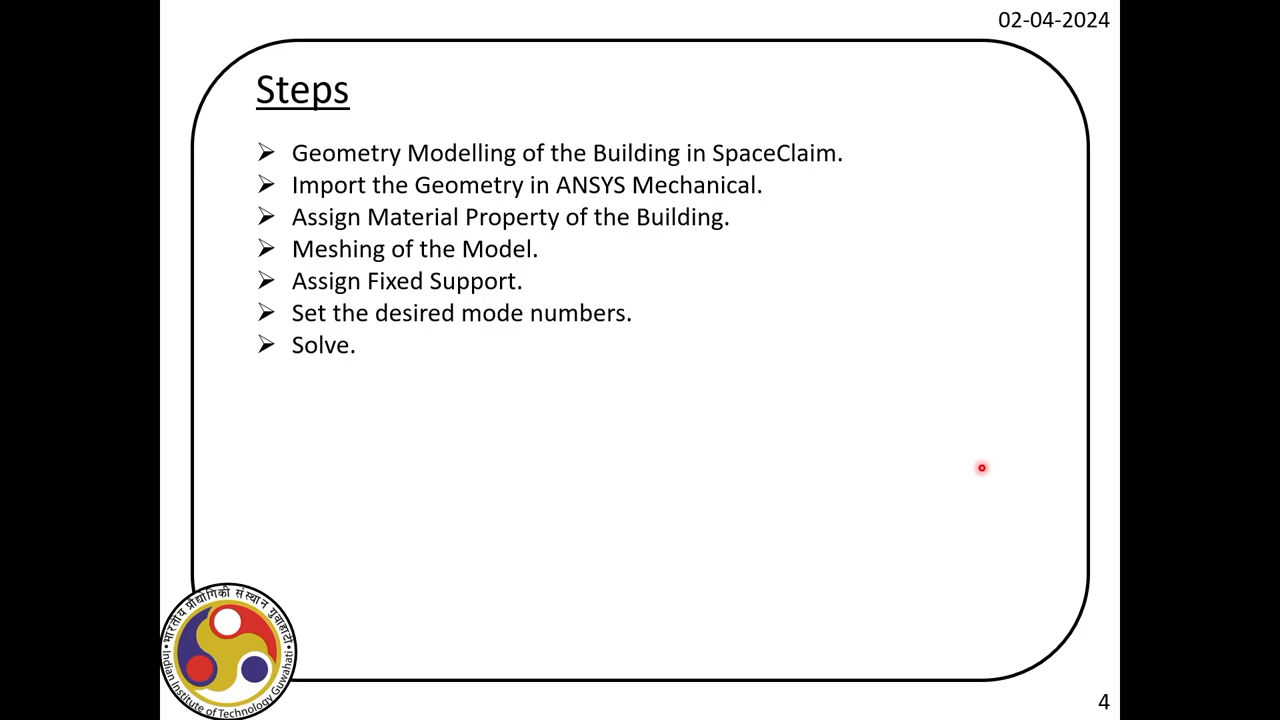 02-04-2024
Steps
➢ Geometry Modelling of the Building in SpaceClaim.
➢ Import the Geometry in ANSYS Mechanical.
➢ Assign Material Property of the Building.
➢ Meshing of the Model.
➢ Assign Fixed Support.
➢ Set the desired mode numbers.
➢ Solve.
भारतीय प्रौद्योगिकी संस्थान गुवाहाटी
Indian Institute of Technology Guwahati
4